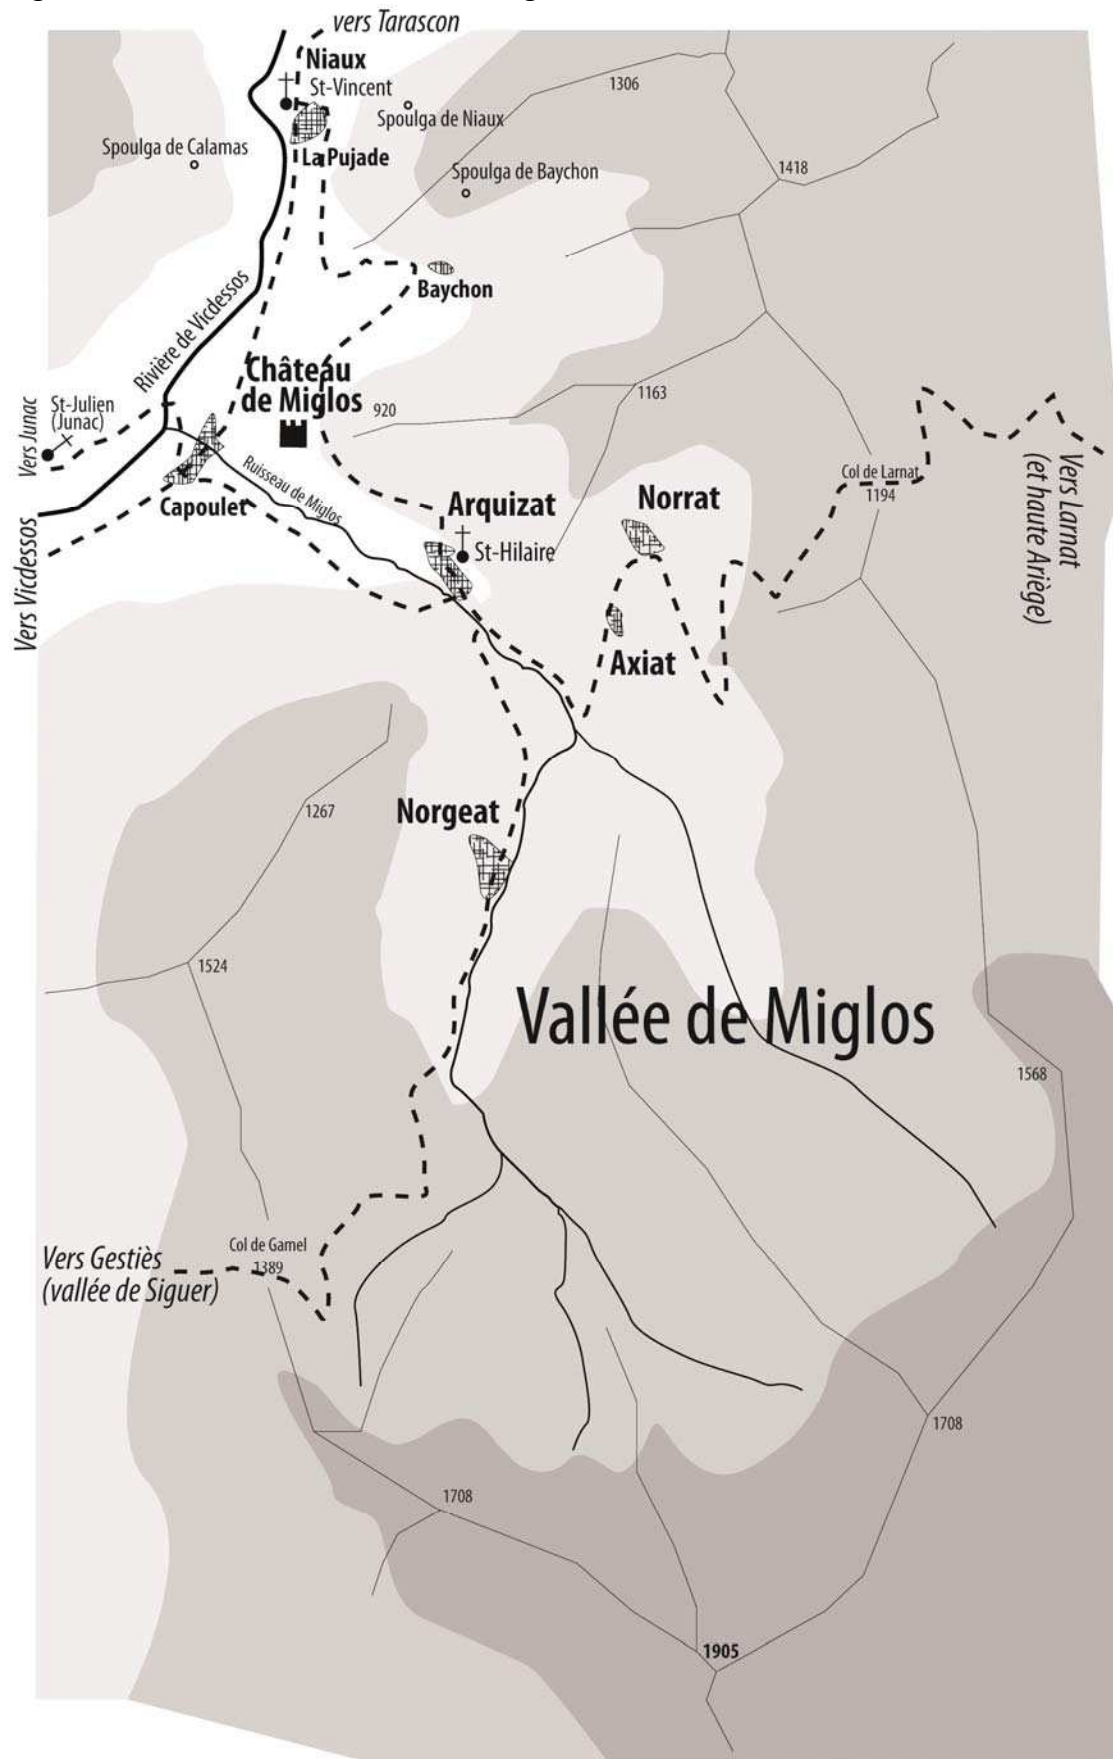 vers Tarascon
Niaux
St-Vincent
1306
Spoulga de Niaux
Spoulga de Calamas
La Pujade
Spoulga de Baychon
1418
Baychon
Rivière de Vicdessos
Château
de Miglos
920
1163
St-Julien
(Junac)
Vers Junac
Ruisseau de Miglos
Capoulet
Arquizat
St-Hilaire
Norrat
Col de Larnat
1194
Vers Larnat
(et haute Ariège)
Vers Vicdessos
Axiat
1267
Norgeat
1524
Vallée de Miglos
1568
Col de Gamel
1389
Vers Gestiès
(vallée de Siguer)
1708
1708
1905